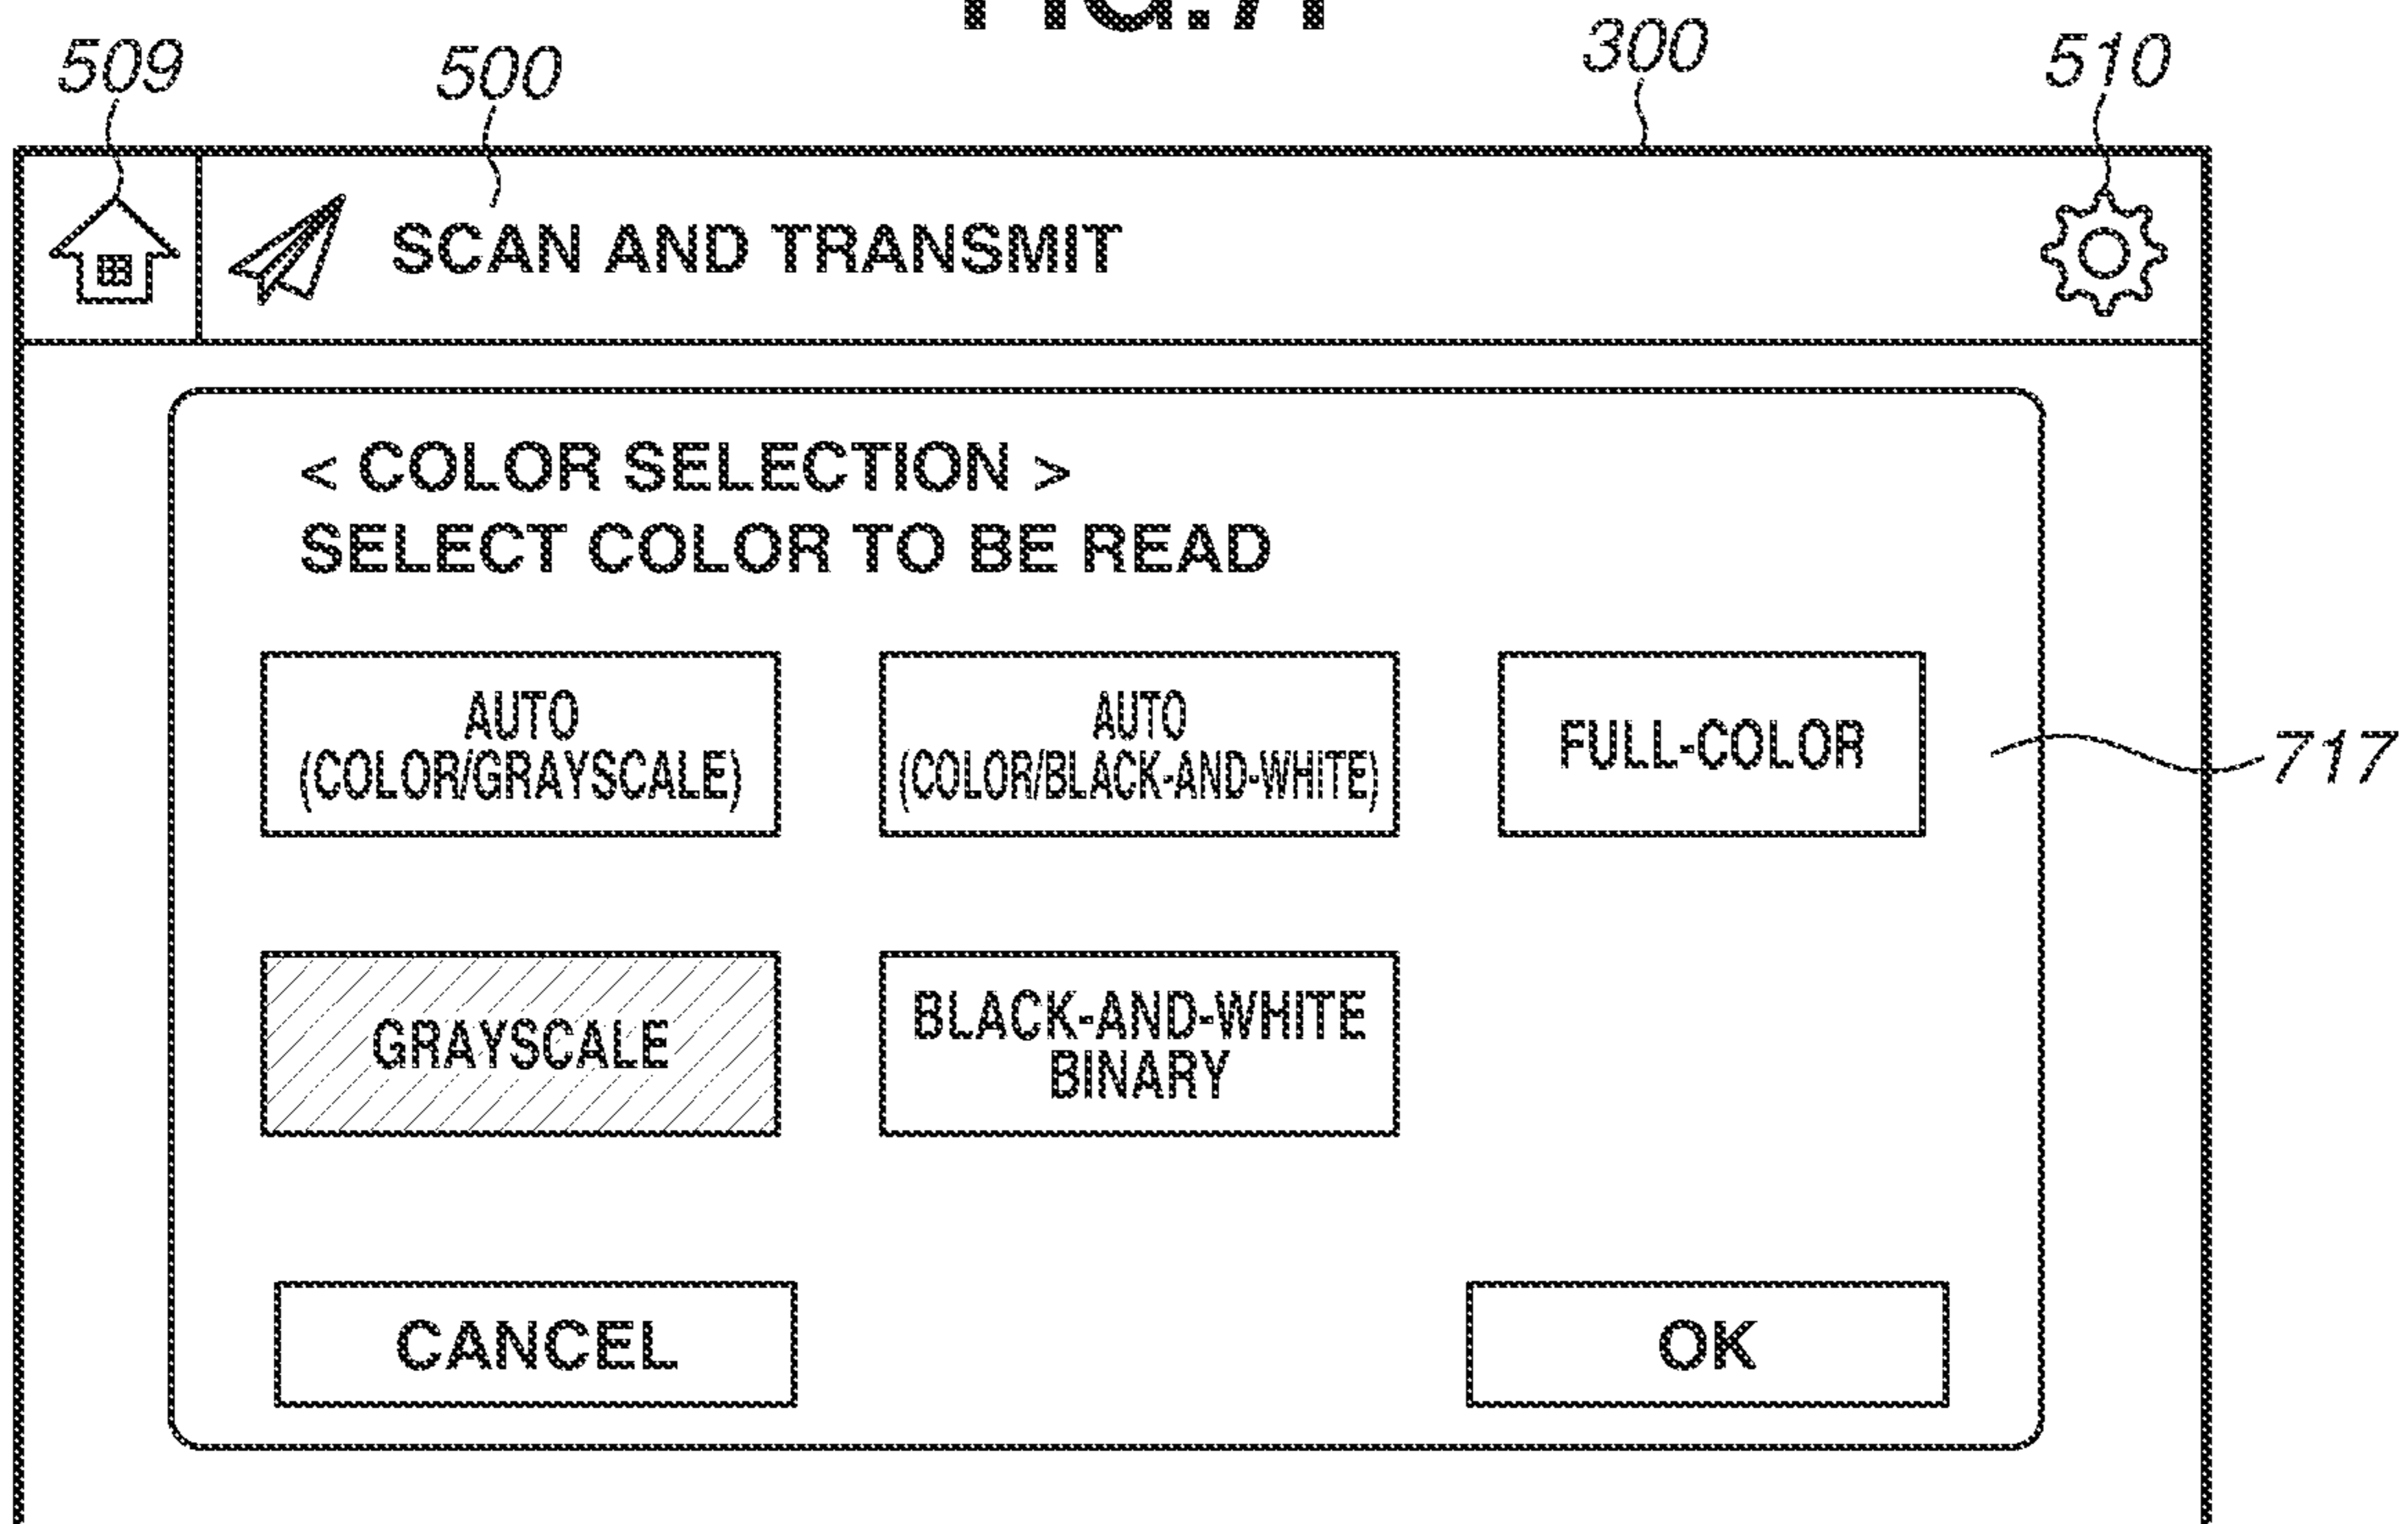 509
500
300
510
SCAN AND TRANSMIT
< COLOR SELECTION >
SELECT COLOR TO BE READ
AUTO
(COLOR/GRAYSCALE)
AUTO
(COLOR/BLACK-AND-WHITE)
FULL-COLOR
717
GRAYSCALE
BLACK-AND-WHITE
BINARY
CANCEL
OK